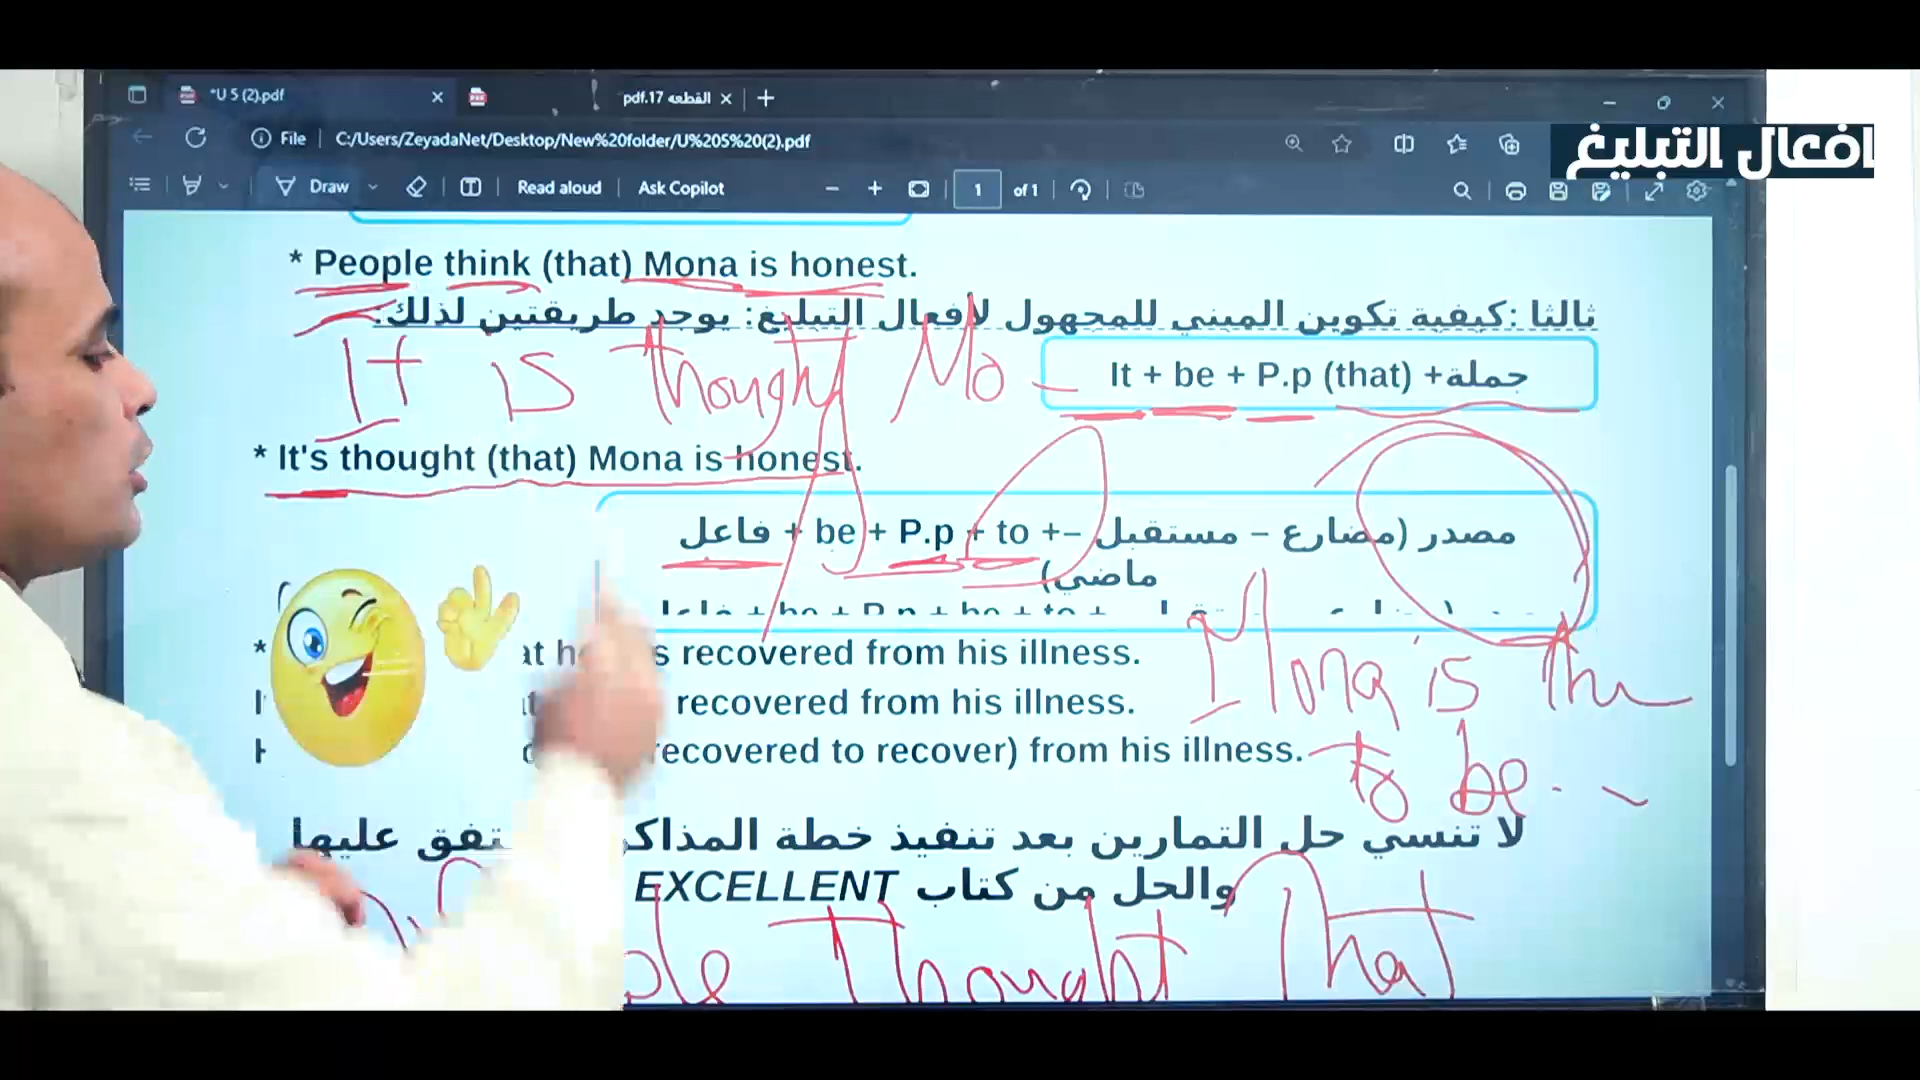 *U 5 (2).pdf
القطعه 17.pdf
File
C:/Users/ZeyadaNet/Desktop/New%20folder/U%205%20(2).pdf
افعال التبليغ
Draw
Read aloud
Ask Copilot
1 of 1
* People think (that) Mona is honest.
ثالثا :كيفية تكوين المبني للمجهول لأفعال التبليغ: يوجد طريقتين لذلك:
It is thought Mo
It + be + P.p (that) +جملة
* It's thought (that) Mona is honest.
فاعل + be + P.p + to +– مصدر (مضارع – مستقبل
ماضي)
* recovered from his illness.
recovered from his illness.
recovered to recover) from his illness.
Mona is
to be
لا تنسي حل التمارين بعد تنفيذ خطة عليها
والحل من كتاب EXCELLENT
Thought That